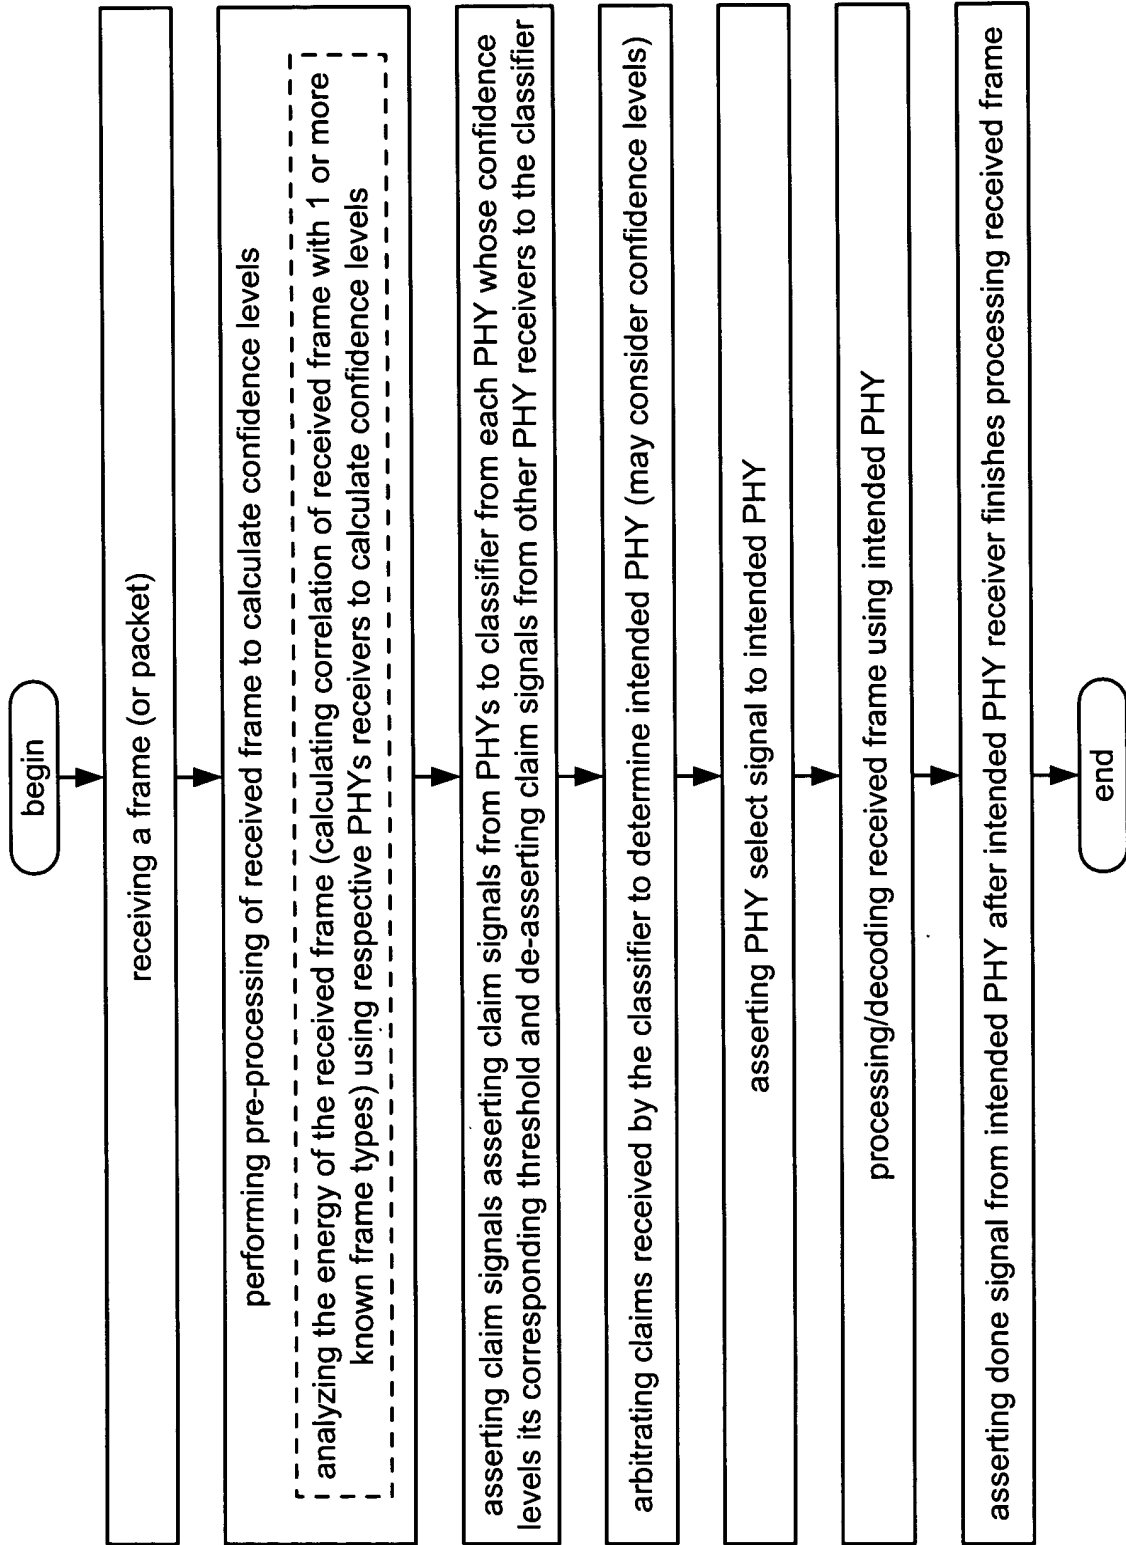 begin
receiving a frame (or packet)
performing pre-processing of received frame to calculate confidence levels
analyzing the energy of the received frame (calculating correlation of received frame with 1 or more
known frame types) using respective PHYs receivers to calculate confidence levels
asserting claim signals asserting claim signals from PHYs to classifier from each PHY whose confidence
levels its corresponding threshold and de-asserting claim signals from other PHY receivers to the classifier
arbitrating claims received by the classifier to determine intended PHY (may consider confidence levels)
asserting PHY select signal to intended PHY
processing/decoding received frame using intended PHY
asserting done signal from intended PHY after intended PHY receiver finishes processing received frame
end